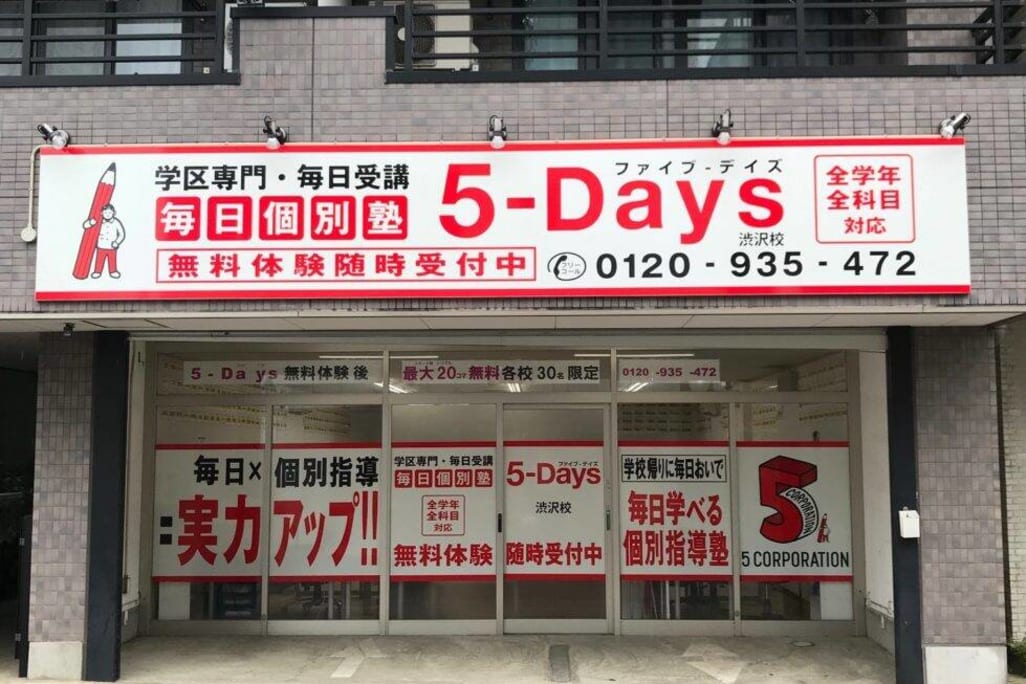 学区専門・毎日受講
毎日個別塾
無料体験随時受付中
ファイブ-デイズ
5-Days
渋沢校
フリーコール
0120-935-472
全学年
全科目
対応
5-Days無料体験後
最大20コマ無料各校30名限定
0120-935-472
毎日×個別指導
=実力アップ!!
学区専門・毎日受講
毎日個別塾
全学年
全科目
対応
無料体験
ファイブ-デイズ
5-Days
渋沢校
随時受付中
学校帰りに毎日おいで
毎日学べる
個別指導塾
5
CORPORATION
5 CORPORATION